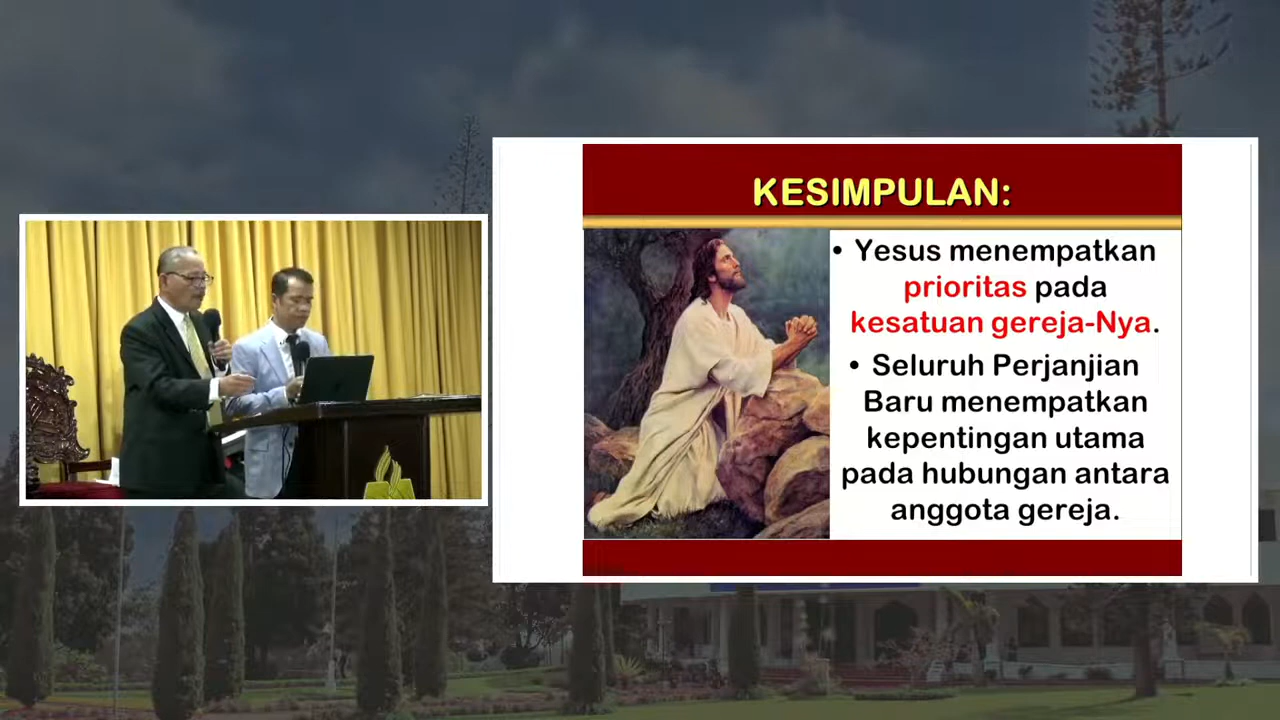 KESIMPULAN:
• Yesus menempatkan
prioritas pada
kesatuan gereja-Nya.
• Seluruh Perjanjian
Baru menempatkan
kepentingan utama
pada hubungan antara
anggota gereja.